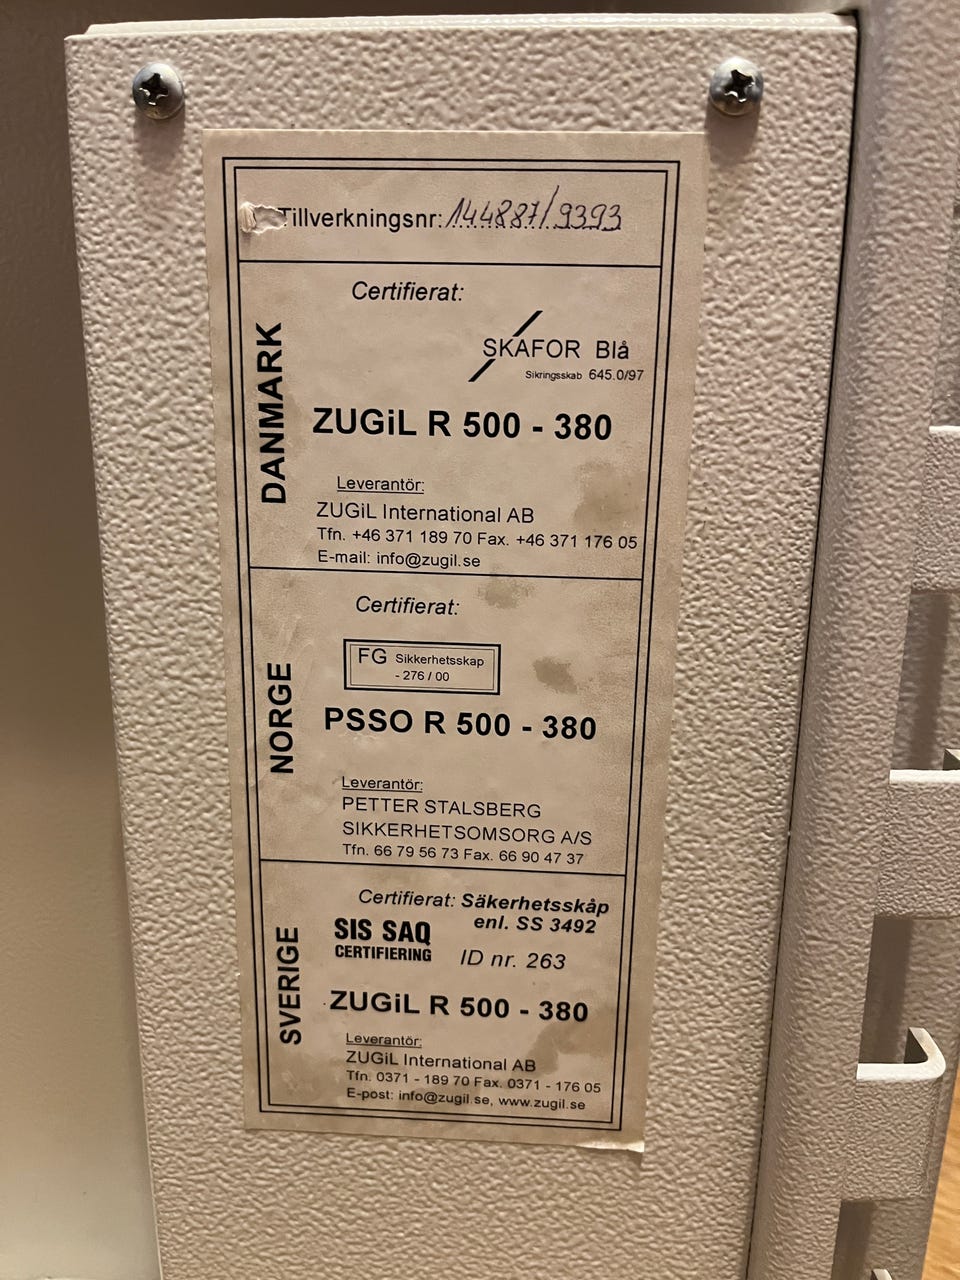 Tillverkningsnr: 144887/9393
DANMARK
Certifierat:
SKAFOR Blå
Sikringsskab 645.0/97
ZUGiL R 500 - 380
Leverantör:
ZUGiL International AB
Tfn. +46 371 189 70 Fax. +46 371 176 05
E-mail: info@zugil.se
NORGE
Certifierat:
FG Sikkerhetsskap
- 276 / 00
PSSO R 500 - 380
Leverantör:
PETTER STALSBERG
SIKKERHETSOMSORG A/S
Tfn. 66 79 56 73 Fax. 66 90 47 37
SVERIGE
Certifierat: Säkerhetsskåp
enl. SS 3492
SIS SAQ
CERTIFIERING
ID nr. 263
ZUGiL R 500 - 380
Leverantör:
ZUGiL International AB
Tfn. 0371 - 189 70 Fax. 0371 - 176 05
E-post: info@zugil.se, www.zugil.se